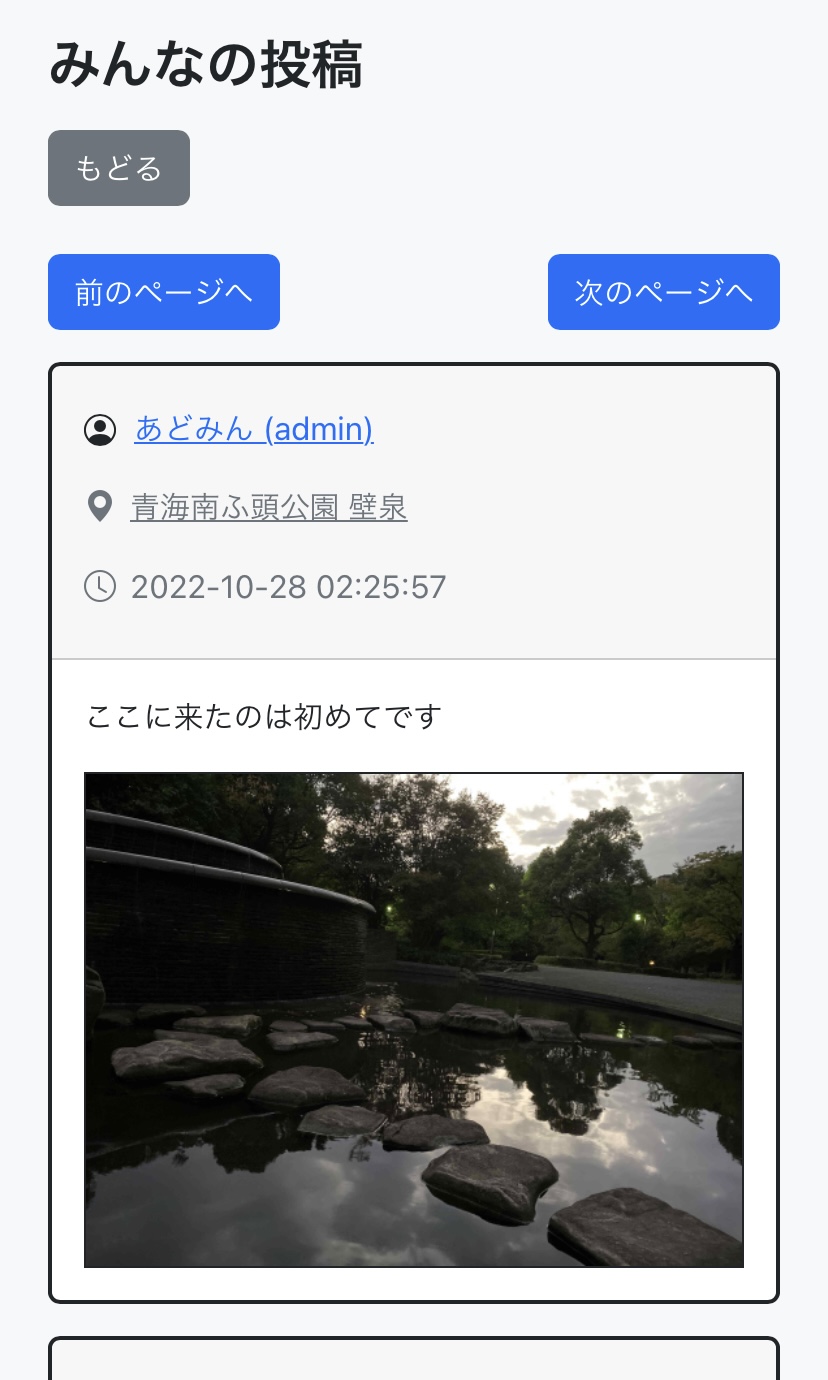 みんなの投稿
もどる
前のページへ
次のページへ
あどみん (admin)
青海南ふ頭公園 壁泉
2022-10-28 02:25:57
ここに来たのは初めてです